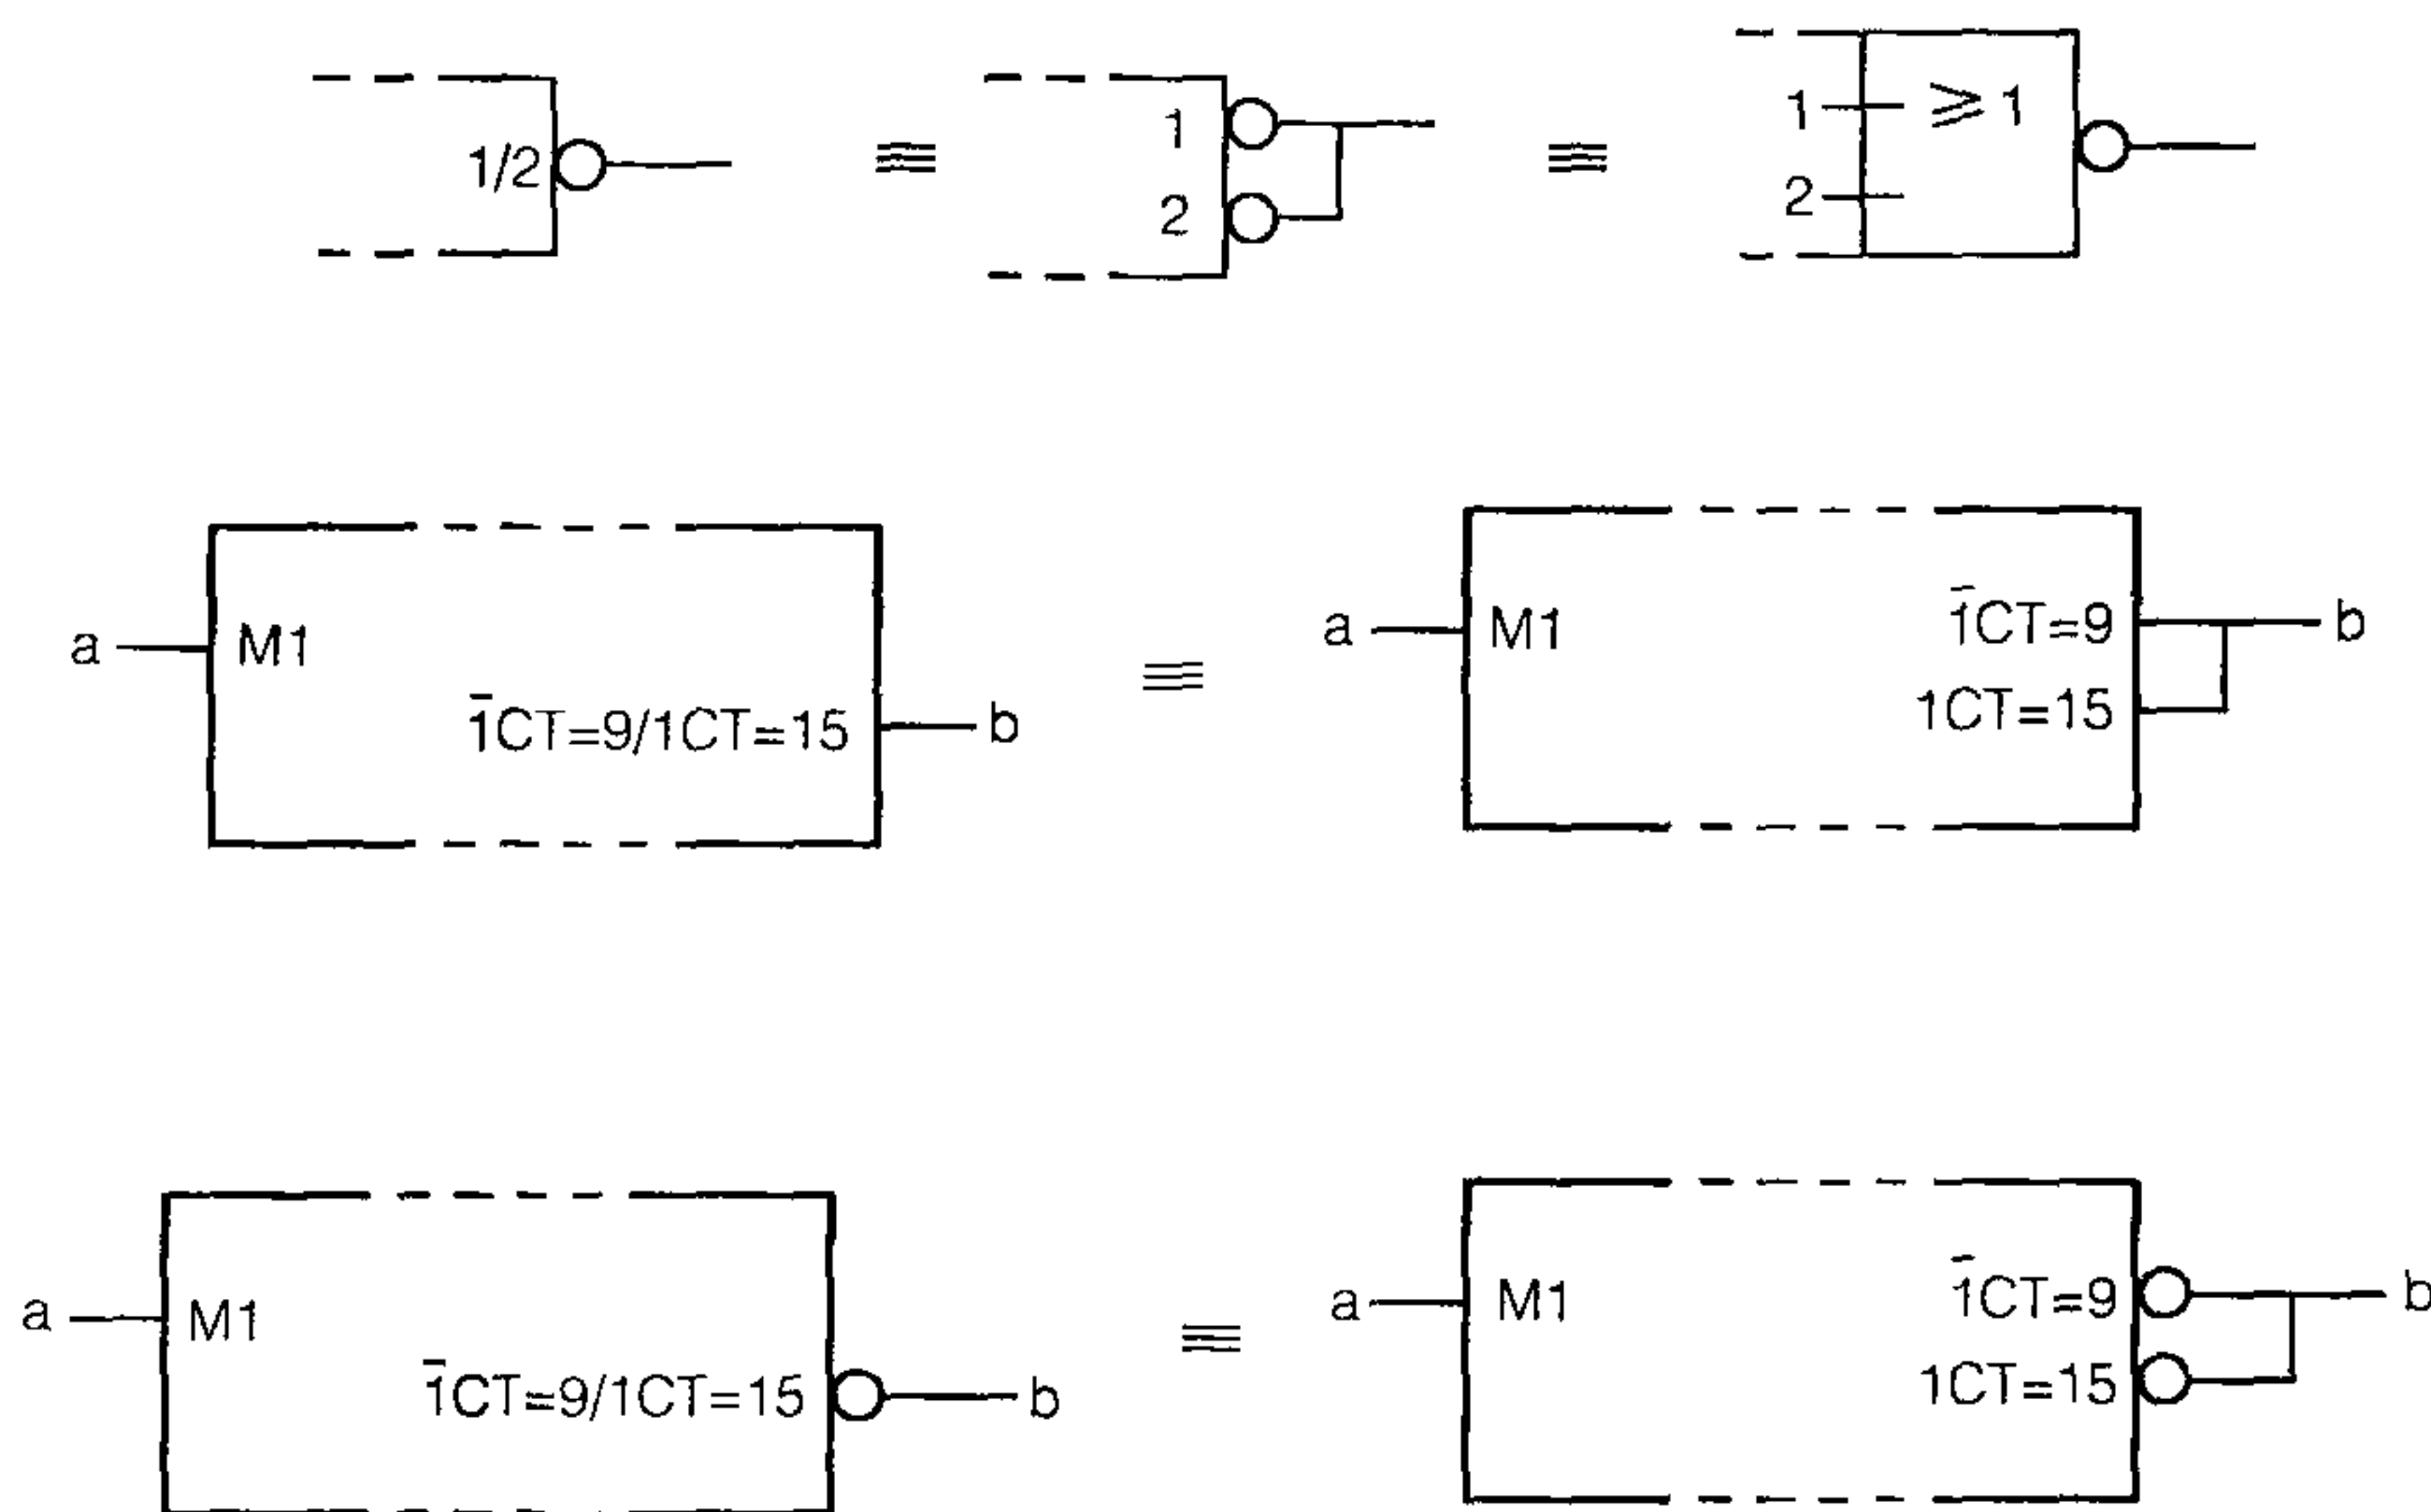 1/2 ≡ 1 ≡ 1 ≥1
2 2
a M1 1̄CT=9/1CT=15 b
≡
a M1 1̄CT=9 b
1CT=15
a M1 1̄CT=9/1CT=15 b
≡
a M1 1̄CT=9 b
1CT=15